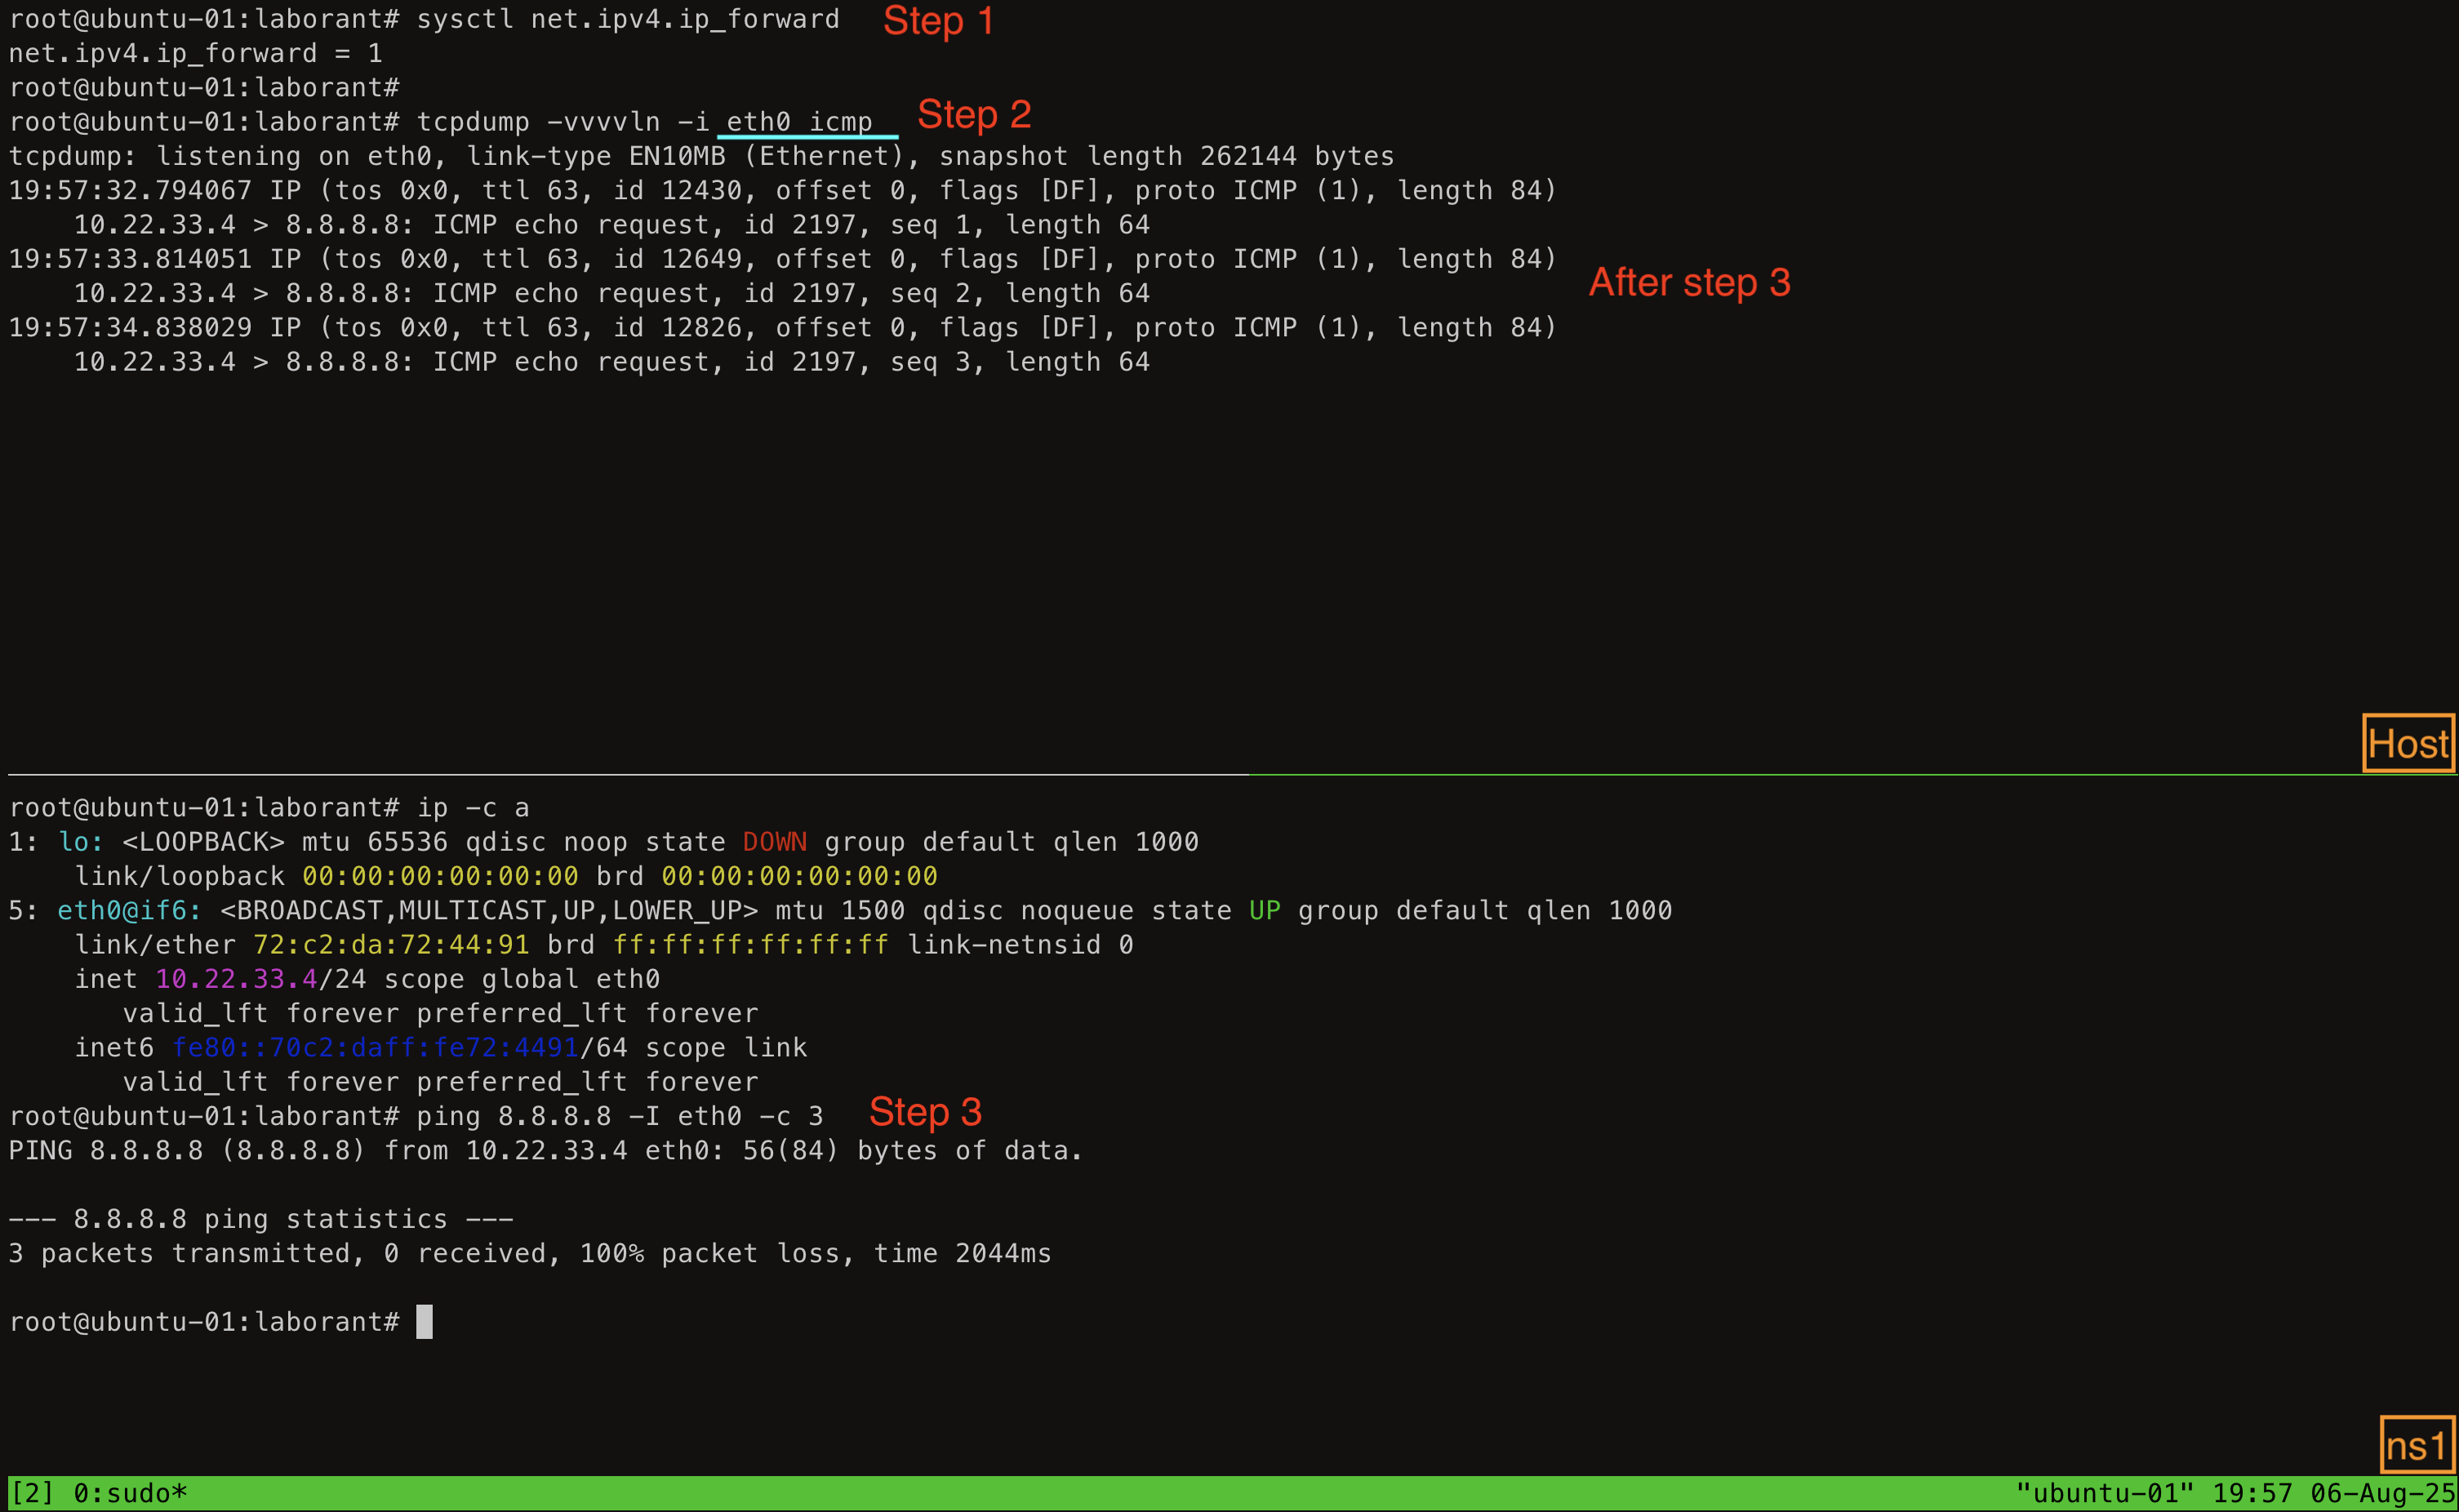 root@ubuntu-01:laborant# sysctl net.ipv4.ip_forward Step 1
net.ipv4.ip_forward = 1
root@ubuntu-01:laborant#
root@ubuntu-01:laborant# tcpdump -vvvvln -i eth0 icmp Step 2
tcpdump: listening on eth0, link-type EN10MB (Ethernet), snapshot length 262144 bytes
19:57:32.794067 IP (tos 0x0, ttl 63, id 12430, offset 0, flags [DF], proto ICMP (1), length 84)
    10.22.33.4 > 8.8.8.8: ICMP echo request, id 2197, seq 1, length 64
19:57:33.814051 IP (tos 0x0, ttl 63, id 12649, offset 0, flags [DF], proto ICMP (1), length 84)
After step 3
    10.22.33.4 > 8.8.8.8: ICMP echo request, id 2197, seq 2, length 64
19:57:34.838029 IP (tos 0x0, ttl 63, id 12826, offset 0, flags [DF], proto ICMP (1), length 84)
    10.22.33.4 > 8.8.8.8: ICMP echo request, id 2197, seq 3, length 64
Host
root@ubuntu-01:laborant# ip -c a
1: lo: <LOOPBACK> mtu 65536 qdisc noop state DOWN group default qlen 1000
    link/loopback 00:00:00:00:00:00 brd 00:00:00:00:00:00
5: eth0@if6: <BROADCAST,MULTICAST,UP,LOWER_UP> mtu 1500 qdisc noqueue state UP group default qlen 1000
    link/ether 72:c2:da:72:44:91 brd ff:ff:ff:ff:ff:ff link-netnsid 0
    inet 10.22.33.4/24 scope global eth0
       valid_lft forever preferred_lft forever
    inet6 fe80::70c2:daff:fe72:4491/64 scope link
       valid_lft forever preferred_lft forever
root@ubuntu-01:laborant# ping 8.8.8.8 -I eth0 -c 3 Step 3
PING 8.8.8.8 (8.8.8.8) from 10.22.33.4 eth0: 56(84) bytes of data.
--- 8.8.8.8 ping statistics ---
3 packets transmitted, 0 received, 100% packet loss, time 2044ms
root@ubuntu-01:laborant#
ns1
[2] 0:sudo* "ubuntu-01" 19:57 06-Aug-25